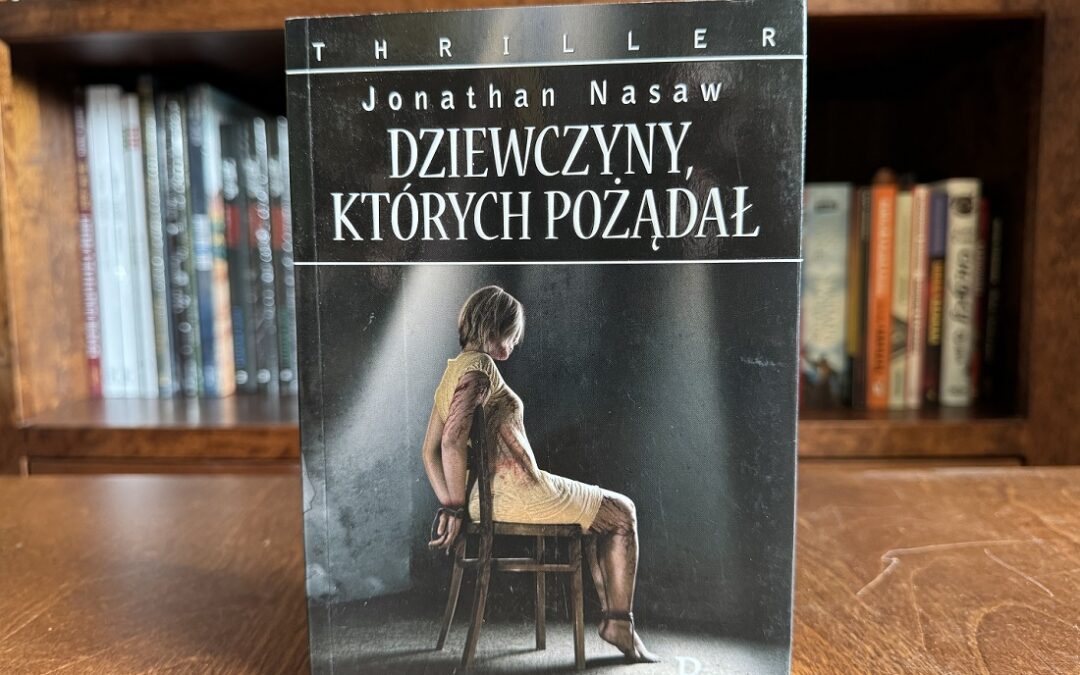 THRILLER
Jonathan Nasaw
DZIEWCZYNY,
KTÓRYCH POŻĄDAŁ